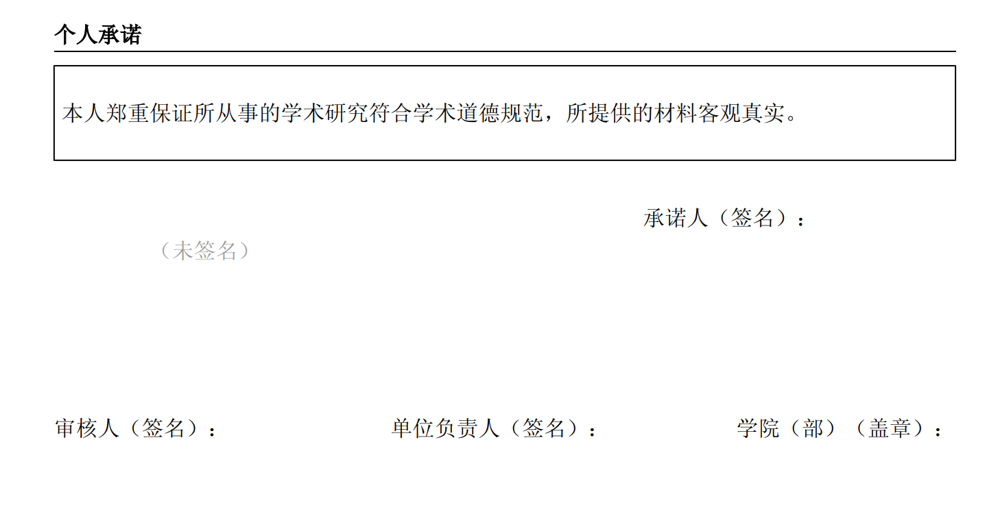 个人承诺
本人郑重保证所从事的学术研究符合学术道德规范，所提供的材料客观真实。
承诺人（签名）：
（未签名）
审核人（签名）： 单位负责人（签名）： 学院（部）（盖章）：